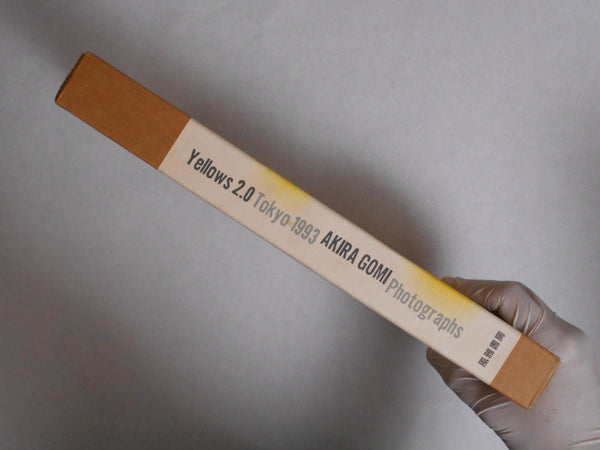 Yellows 2.0 Tokyo 1993 AKIRA GOMI Photographs
風雅書房